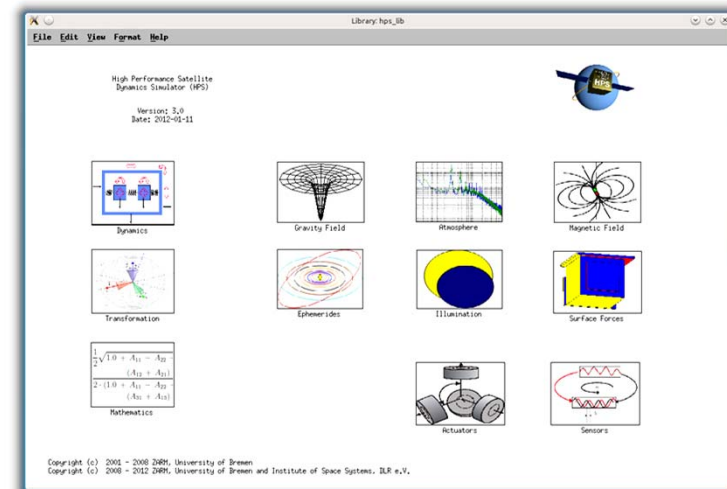 Library: hps_lib
File Edit View Format Help
High Performance Satellite
Dynamics Simulator (HPS)
Version: 3.0
Date: 2012-01-11
HPS
Dynamics
Gravity Field
Atmosphere
Magnetic Field
Transformation
Ephemerides
Illumination
Surface Forces
Mathematics
Actuators
Sensors
Copyright (c) 2001 - 2008 ZARM, University of Bremen
Copyright (c) 2008 - 2012 ZARM, University of Bremen and Institute of Space Systems. DLR e.V.